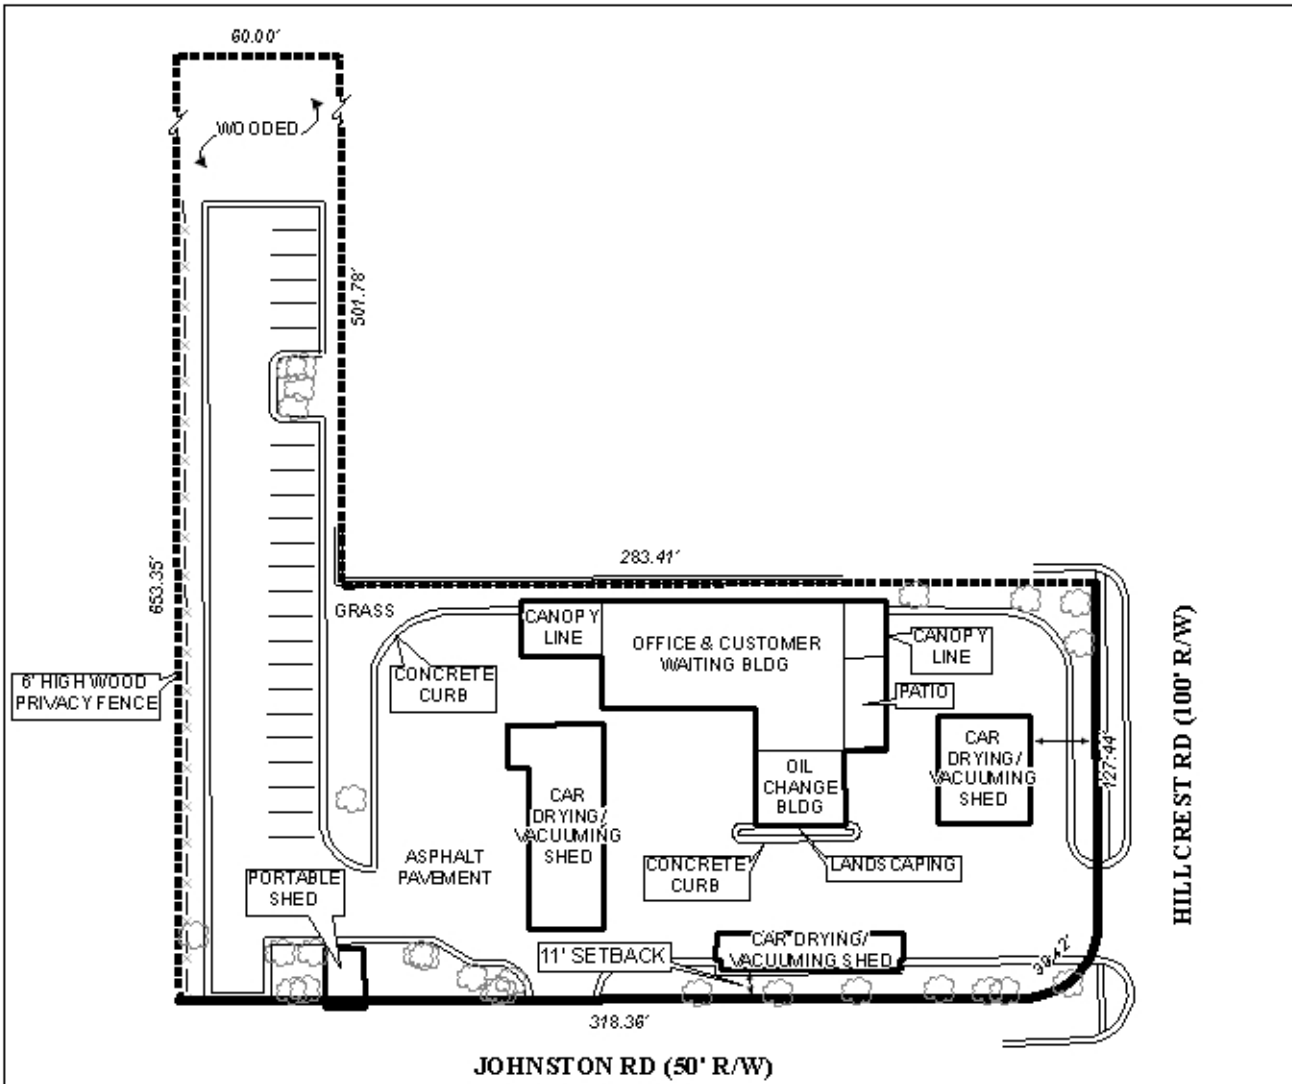 60.00'
WOODED
501.78'
653.35'
283.41'
GRASS
CANOPY
LINE
OFFICE & CUSTOMER
WAITING BLDG
CANOPY
LINE
6' HIGH WOOD
PRIVACY FENCE
CONCRETE
CURB
PATIO
HILLCREST RD (100' R/W)
CAR
DRYING/
VACUUMING
SHED
127.44'
OIL
CHANGE
BLDG
CAR
DRYING/
VACUUMING
SHED
ASPHALT
PAVEMENT
CONCRETE
CURB
LANDSCAPING
PORTABLE
SHED
11' SETBACK
CAR DRYING/
VACUUMING SHED
39.42'
318.36'
JOHNSTON RD (50' R/W)